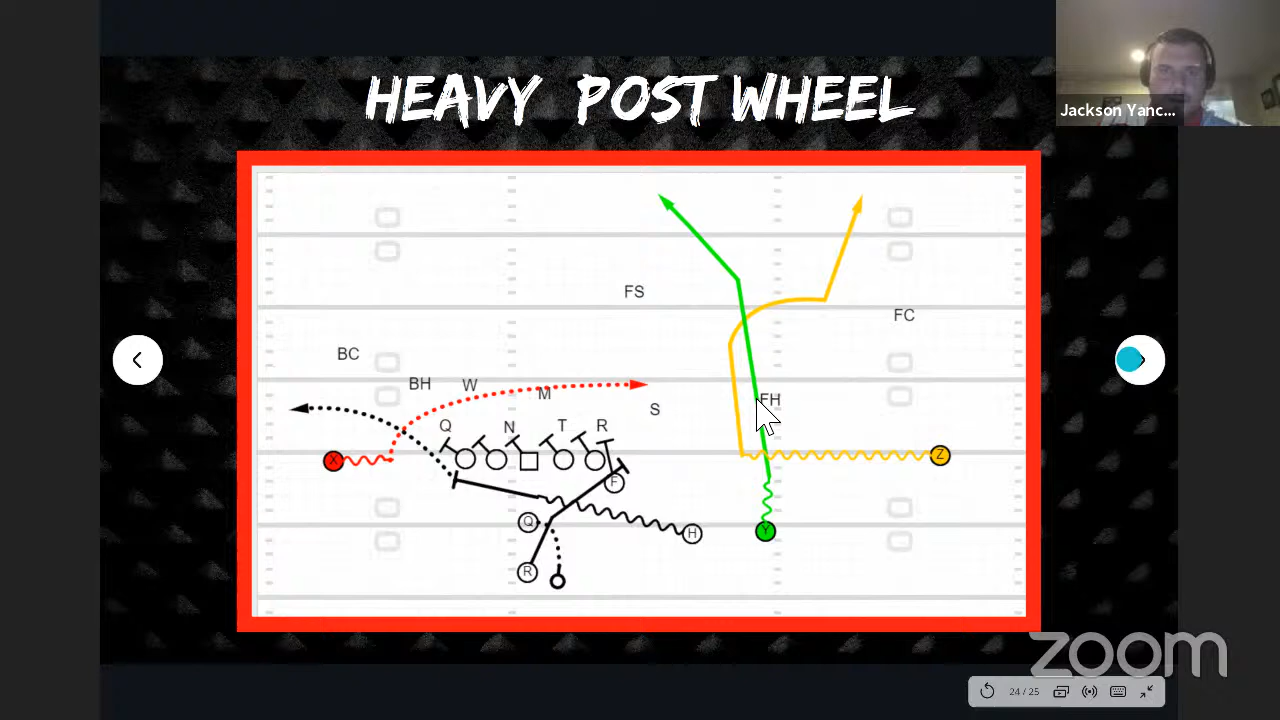 HEAVY POST WHEEL
Jackson Yanc...
FS
FC
BC
BH
W
M
FH
S
Q
N
T
R
X
Z
F
Q
H
Y
R
zoom
24 / 25